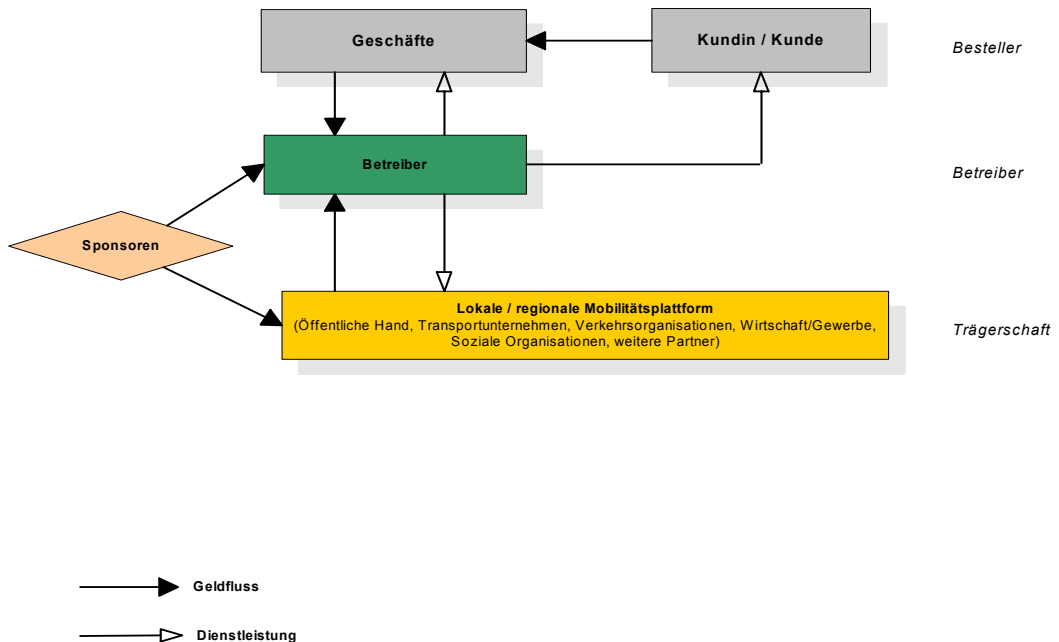 Geschäfte
Kundin / Kunde
Besteller
Betreiber
Betreiber
Sponsoren
Lokale / regionale Mobilitätsplattform
(Öffentliche Hand, Transportunternehmen, Verkehrsorganisationen, Wirtschaft/Gewerbe,
Soziale Organisationen, weitere Partner)
Trägerschaft
Geldfluss
Dienstleistung